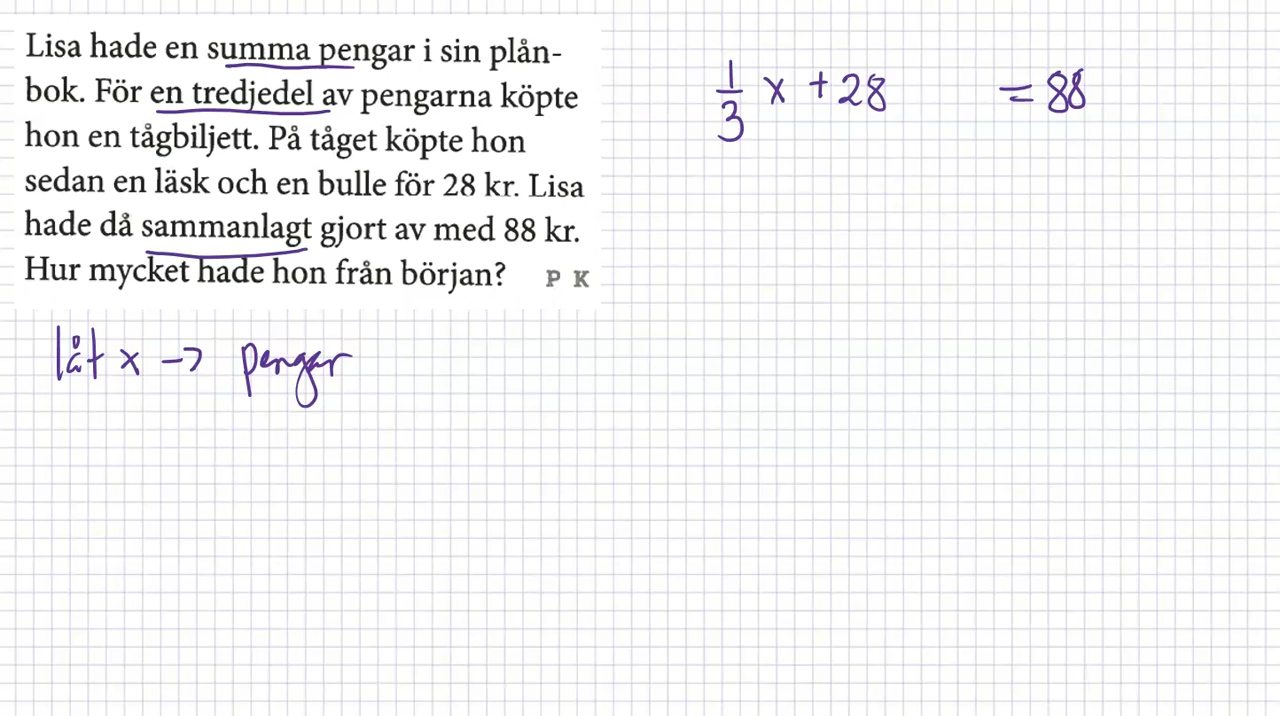 Lisa hade en summa pengar i sin plån-
bok. För en tredjedel av pengarna köpte
hon en tågbiljett. På tåget köpte hon
sedan en läsk och en bulle för 28 kr. Lisa
hade då sammanlagt gjort av med 88 kr.
Hur mycket hade hon från början? P K
låt x -> pengar
1/3 x + 28 = 88